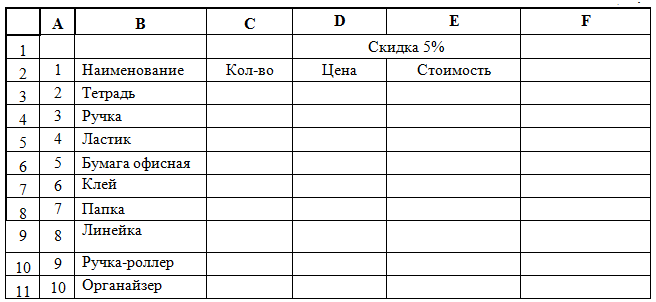 A B C D E F
1 Скидка 5%
2 1 Наименование Кол-во Цена Стоимость
3 2 Тетрадь
4 3 Ручка
5 4 Ластик
6 5 Бумага офисная
7 6 Клей
8 7 Папка
9 8 Линейка
10 9 Ручка-роллер
11 10 Органайзер